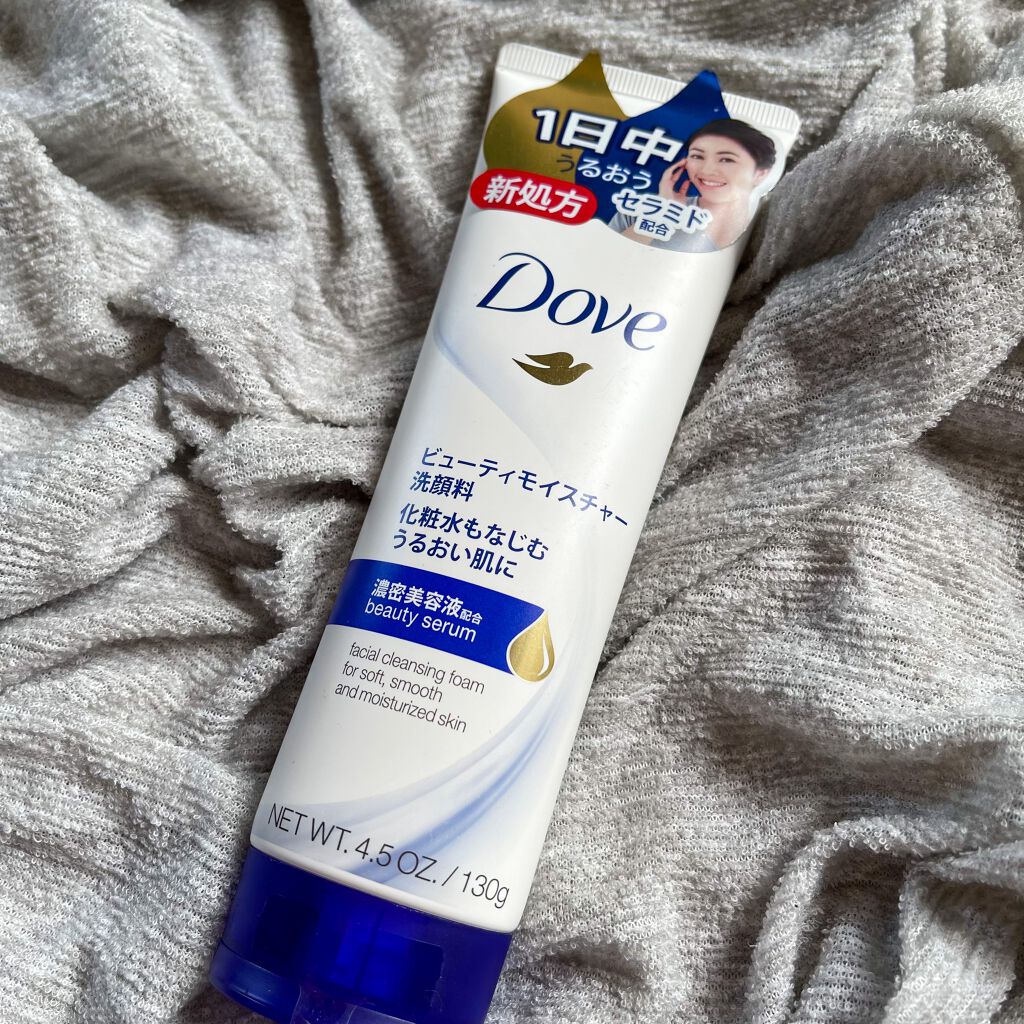 1日中
うるおう
新処方
セラミド
配合
Dove
ビューティモイスチャー
洗顔料
化粧水もなじむ
うるおい肌に
濃密美容液配合
beauty serum
facial cleansing foam
for soft, smooth
and moisturized skin
NET WT. 4.5 OZ. / 130g